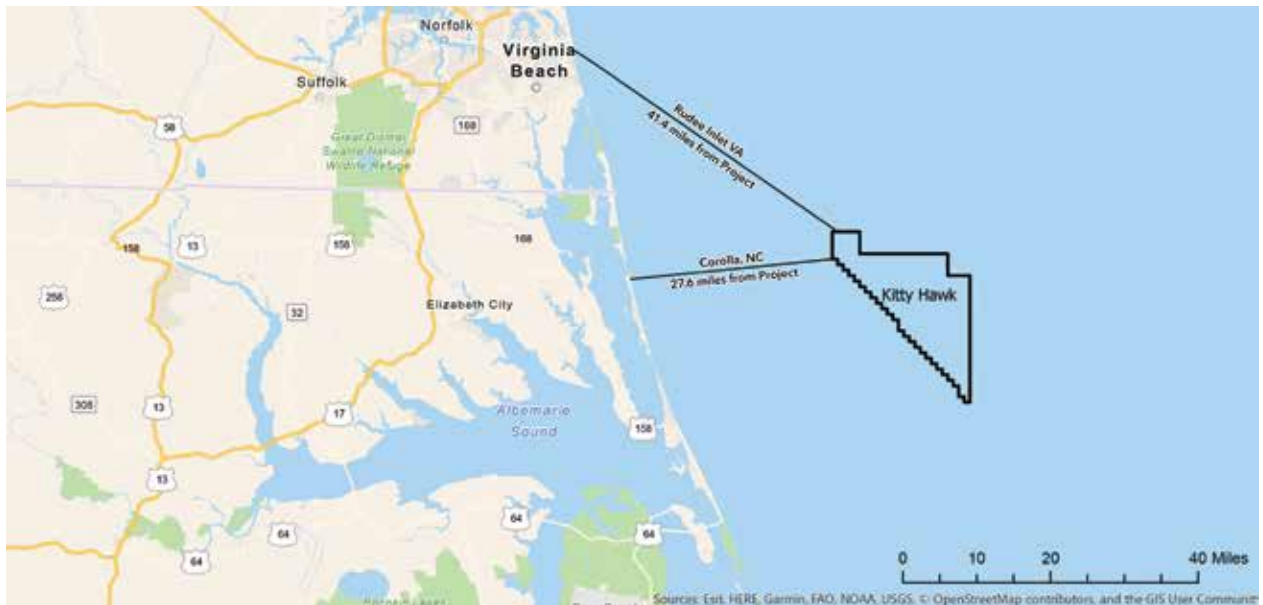 Norfolk
Virginia
Beach
Suffolk
58
168
Great Dismal
Swamp National
Wildlife Refuge
Rudee Inlet VA
41.4 miles from Project
158
13
158
168
Corolla, NC
27.6 miles from Project
Kitty Hawk
258
32
Elizabeth City
308
13
17
Albemarle
Sound
158
13
64
64
64
64
0 10 20 40 Miles
Sources: Esri, HERE, Garmin, FAO, NOAA, USGS, © OpenStreetMap contributors, and the GIS User Communit